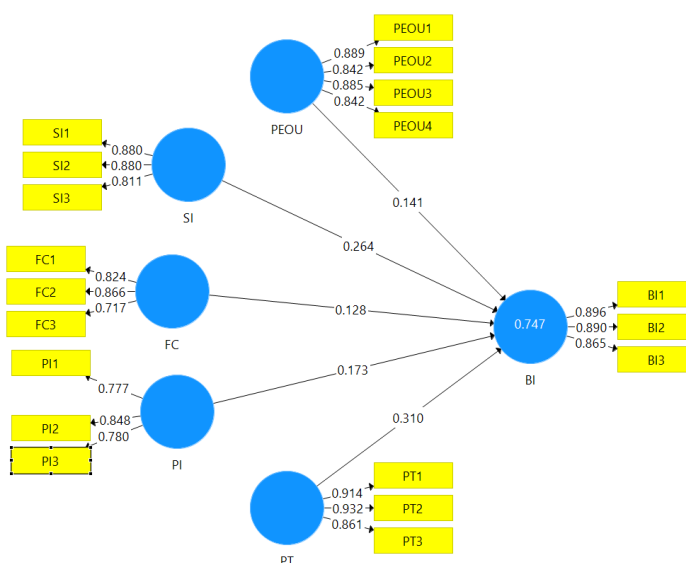 PEOU1
0.889
PEOU2
0.842
PEOU3
0.885
PEOU4
0.842
PEOU
SI1
0.880
SI2
0.880
SI3
0.811
SI
0.141
0.264
FC1
0.824
FC2
0.866
FC3
0.717
FC
0.128
BI1
0.896
BI2
0.890
BI3
0.865
0.747
BI
PI1
0.777
PI2
0.848
PI3
0.780
PI
0.173
0.310
PT1
0.914
PT2
0.932
PT3
0.861
PT